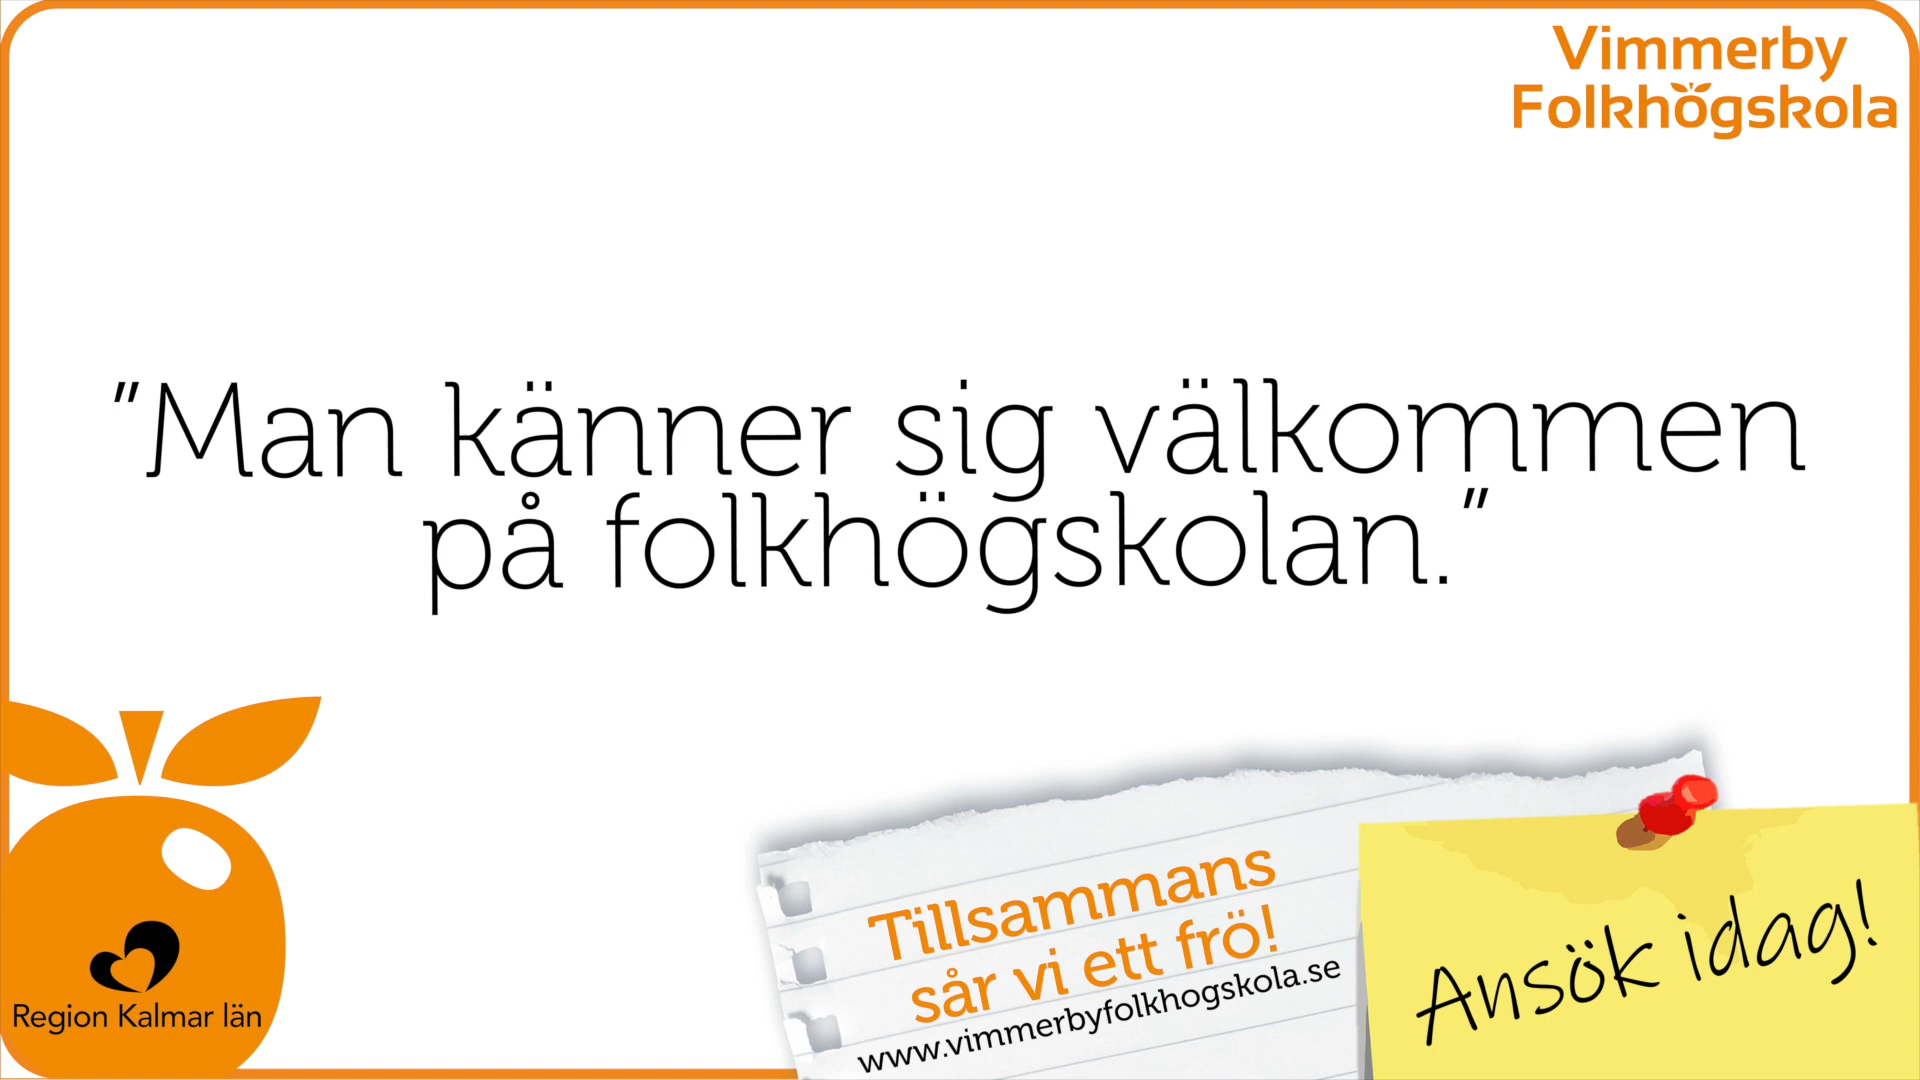 Vimmerby
Folkhögskola
"Man känner sig välkommen
på folkhögskolan."
Tillsammans
sår vi ett frö!
www.vimmerbyfolkhogskola.se
Ansök idag!
Region Kalmar län